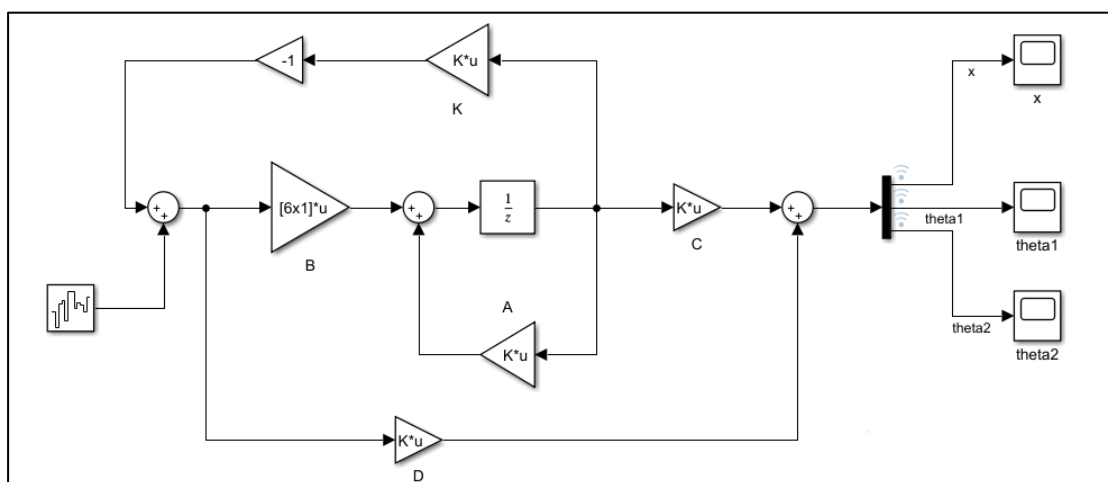 -1
K*u
K
x
x
+
+
[6x1]*u
B
+
+
1
z
K*u
C
+
+
theta1
theta1
A
K*u
theta2
theta2
K*u
D